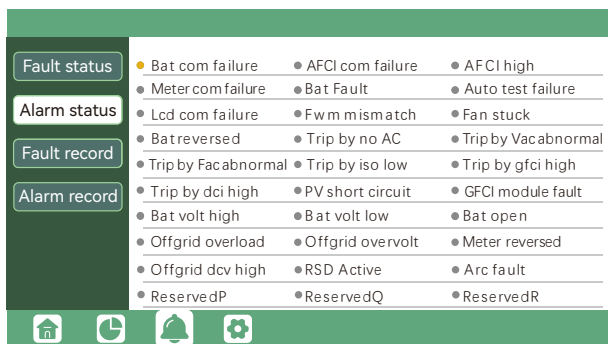 Fault status
Alarm status
Fault record
Alarm record
Bat com failure AFCI com failure AFCI high
Meter com failure Bat Fault Auto test failure
Lcd com failure Fwm mismatch Fan stuck
Bat reversed Trip by no AC Trip by Vac abnormal
Trip by Fac abnormal Trip by iso low Trip by gfci high
Trip by dci high PV short circuit GFCI module fault
Bat volt high Bat volt low Bat open
Offgrid overload Offgrid overvolt Meter reversed
Offgrid dcv high RSD Active Arc fault
ReservedP ReservedQ ReservedR